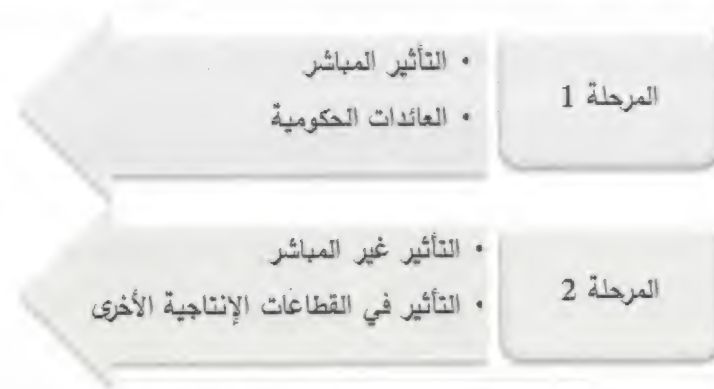 المرحلة 1
• التأثير المباشر
• العائدات الحكومية
المرحلة 2
• التأثير غير المباشر
• التأثير في القطاعات الإنتاجية الأخرى